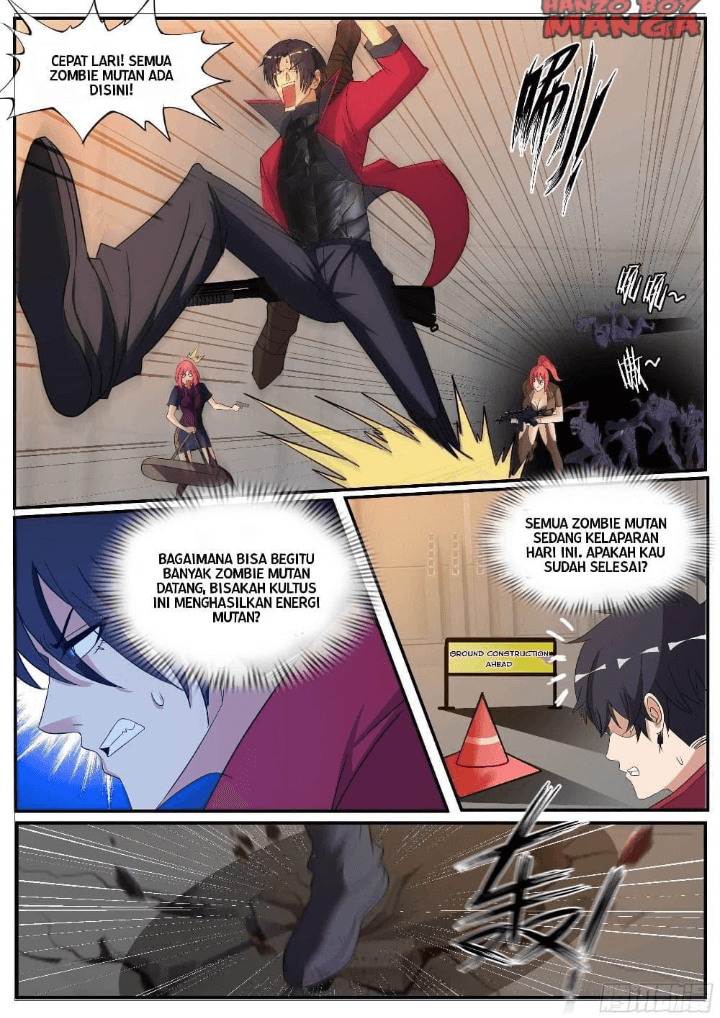 HANZO BOY
MANGA
CEPAT LARI! SEMUA
ZOMBIE MUTAN ADA
DISINI!
BAGAIMANA BISA BEGITU
BANYAK ZOMBIE MUTAN
DATANG, BISAKAH KULTUS
INI MENGHASILKAN ENERGI
MUTAN?
SEMUA ZOMBIE MUTAN
SEDANG KELAPARAN
HARI INI. APAKAH KAU
SUDAH SELESAI?
GROUND CONSTRUCTION
AHEAD